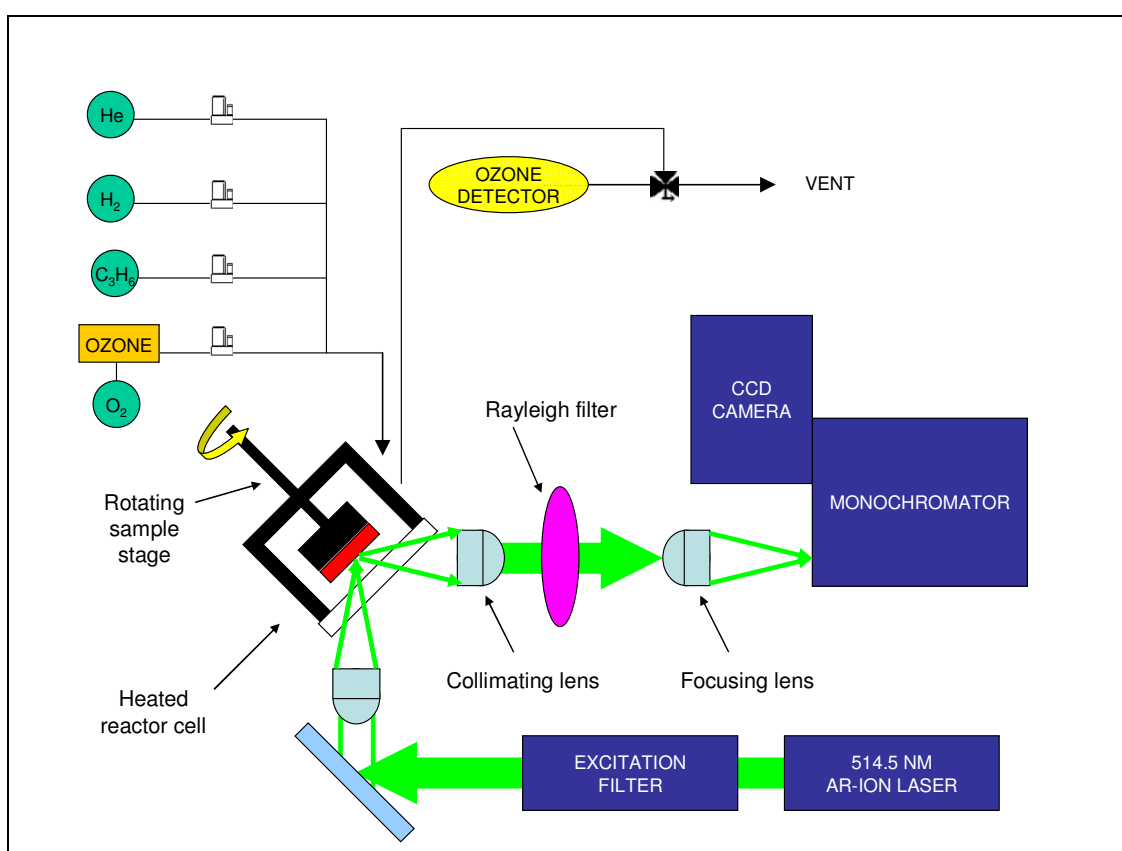 He
H₂
C₃H₆
OZONE
O₂
OZONE
DETECTOR
VENT
CCD
CAMERA
MONOCHROMATOR
Rayleigh filter
Rotating
sample
stage
Collimating lens
Focusing lens
Heated
reactor cell
EXCITATION
FILTER
514.5 NM
AR-ION LASER